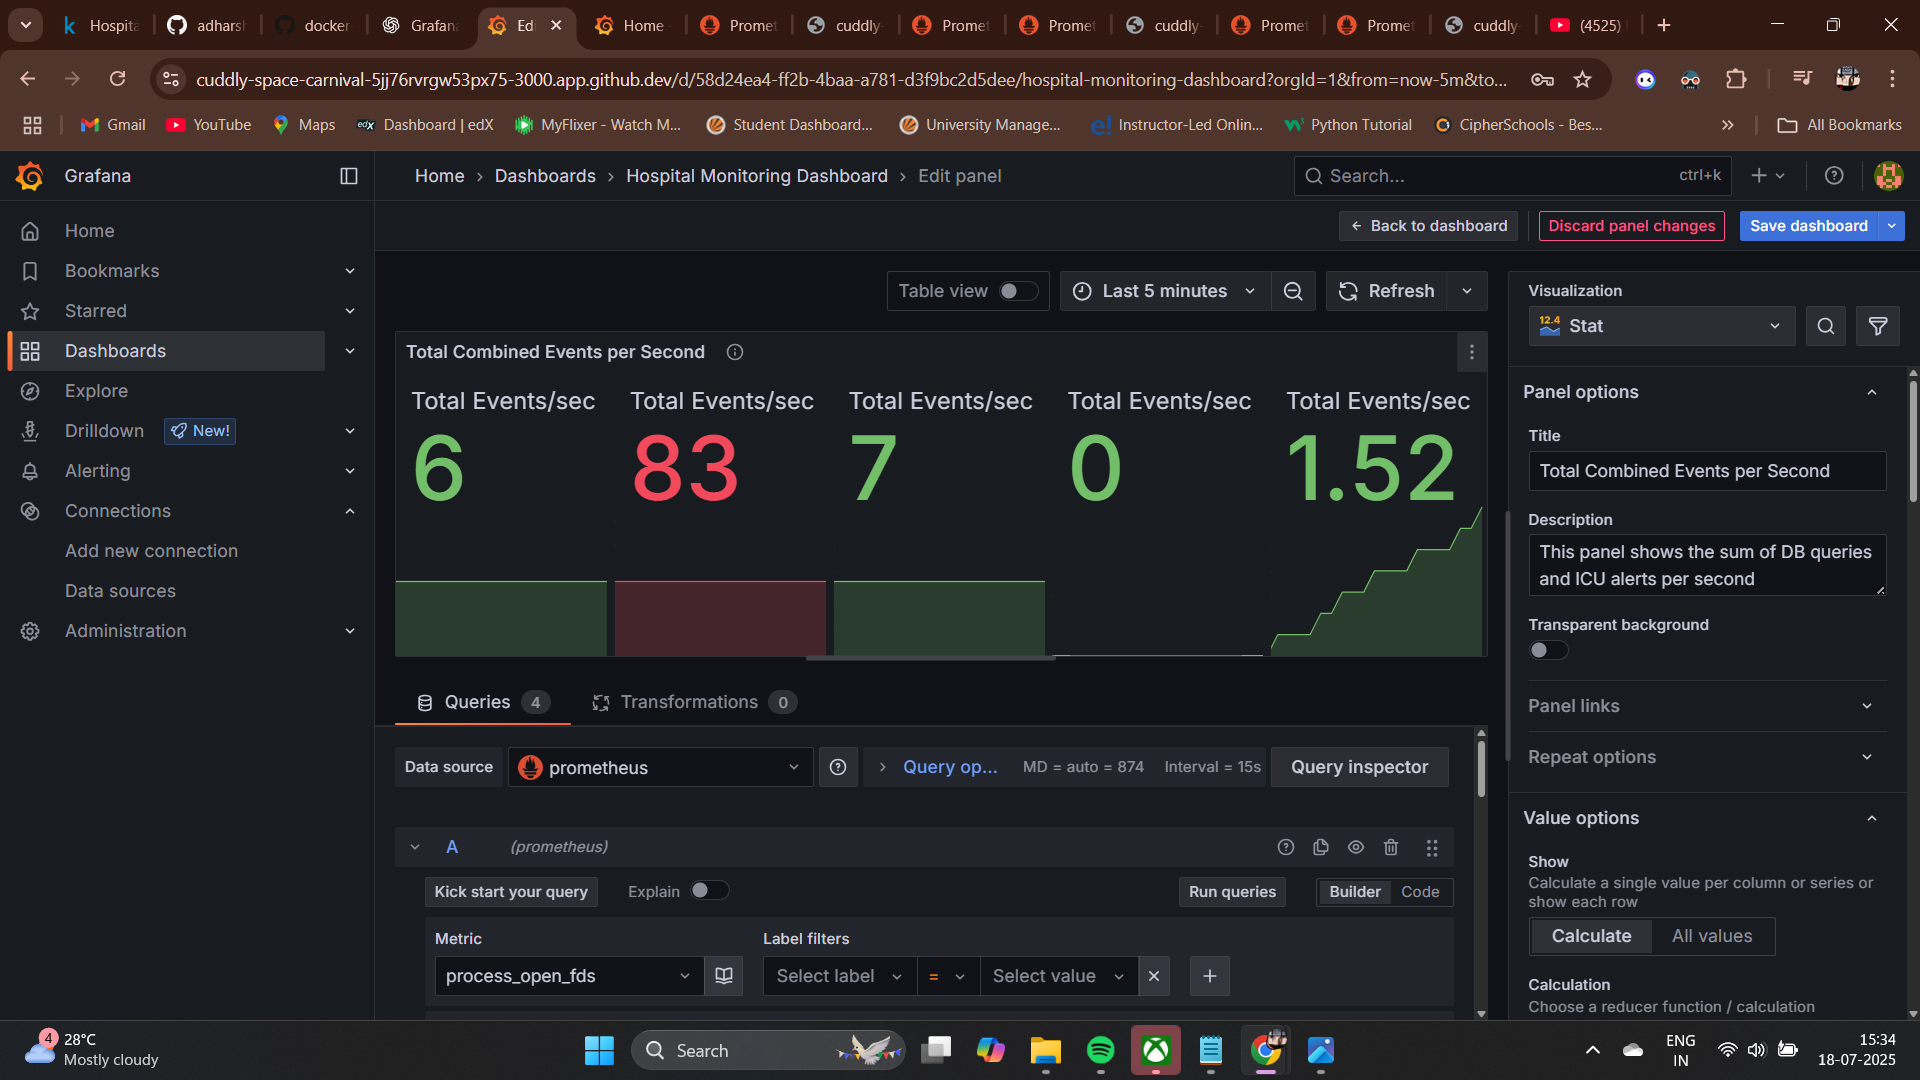 Hospita
adharsh
docker
Grafana
Edi
Home -
Promet
cuddly-
Promet
Promet
cuddly-
Promet
Promet
cuddly-
(4525)
cuddly-space-carnival-5jj76rvrgw53px75-3000.app.github.dev/d/58d24ea4-ff2b-4baa-a781-d3f9bc2d5dee/hospital-monitoring-dashboard?orgId=1&from=now-5m&to...
Gmail
YouTube
Maps
edX Dashboard | edX
MyFlixer - Watch M...
Student Dashboard...
University Manage...
e! Instructor-Led Onlin...
Python Tutorial
CipherSchools - Bes...
All Bookmarks
Grafana
Home › Dashboards › Hospital Monitoring Dashboard › Edit panel
Search... ctrl+k
Back to dashboard
Discard panel changes
Save dashboard
Home
Bookmarks
Starred
Dashboards
Explore
Drilldown New!
Alerting
Connections
Add new connection
Data sources
Administration
Table view
Last 5 minutes
Refresh
Total Combined Events per Second
Total Events/sec
6
Total Events/sec
83
Total Events/sec
7
Total Events/sec
0
Total Events/sec
1.52
Queries 4
Transformations 0
Data source
prometheus
Query op...
MD = auto = 874
Interval = 15s
Query inspector
A (prometheus)
Kick start your query
Explain
Run queries
Builder
Code
Metric
process_open_fds
Label filters
Select label
=
Select value
Visualization
12.4 Stat
Panel options
Title
Total Combined Events per Second
Description
This panel shows the sum of DB queries
and ICU alerts per second
Transparent background
Panel links
Repeat options
Value options
Show
Calculate a single value per column or series or
show each row
Calculate
All values
Calculation
Choose a reducer function / calculation
4
28°C
Mostly cloudy
Search
ENG
IN
15:34
18-07-2025